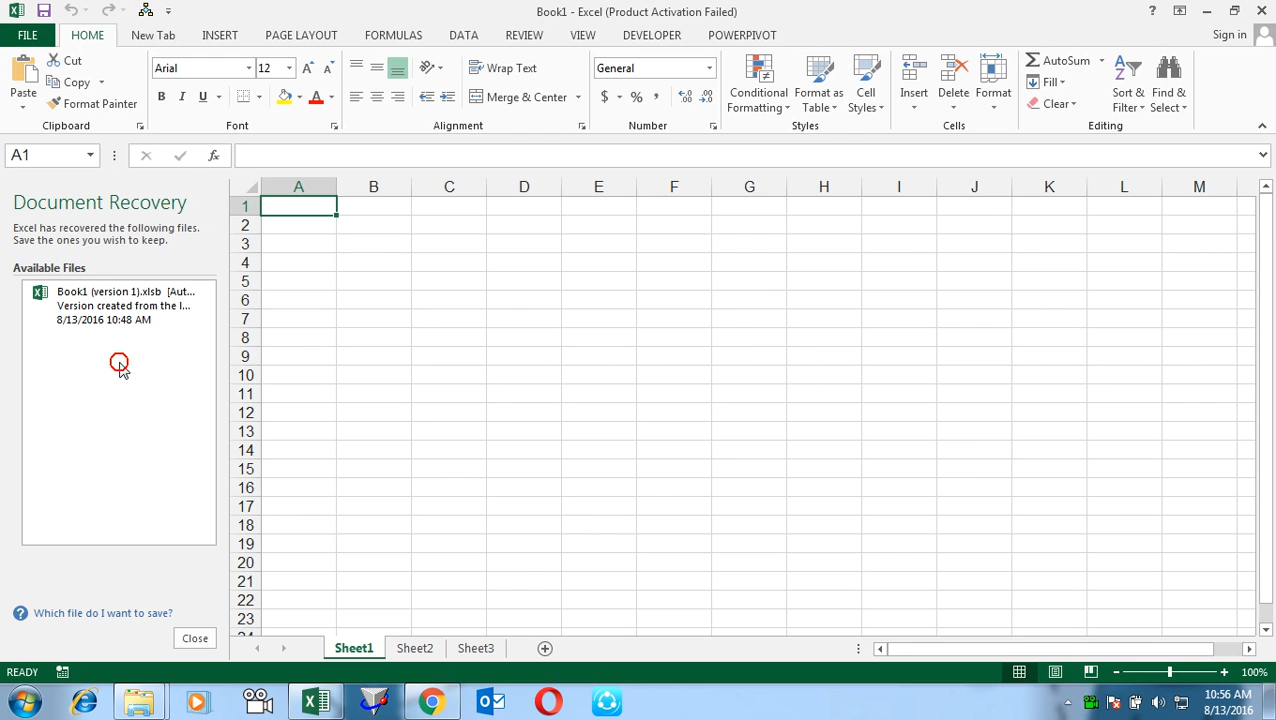 Book1 - Excel (Product Activation Failed)
FILE HOME New Tab INSERT PAGE LAYOUT FORMULAS DATA REVIEW VIEW DEVELOPER POWERPIVOT Sign in
Paste
Cut
Copy
Format Painter
Clipboard
Arial 12
B I U
Font
Wrap Text
Merge & Center
Alignment
General
$ % ,
Number
Conditional Formatting
Format as Table
Cell Styles
Styles
Insert Delete Format
Cells
AutoSum
Fill
Clear
Sort & Filter
Find & Select
Editing
A1 fx
Document Recovery
Excel has recovered the following files.
Save the ones you wish to keep.
Available Files
Book1 (version 1).xlsb [Aut...
Version created from the l...
8/13/2016 10:48 AM
Which file do I want to save?
Close
A B C D E F G H I J K L M
1
2
3
4
5
6
7
8
9
10
11
12
13
14
15
16
17
18
19
20
21
22
23
Sheet1 Sheet2 Sheet3
READY 100%
10:56 AM
8/13/2016